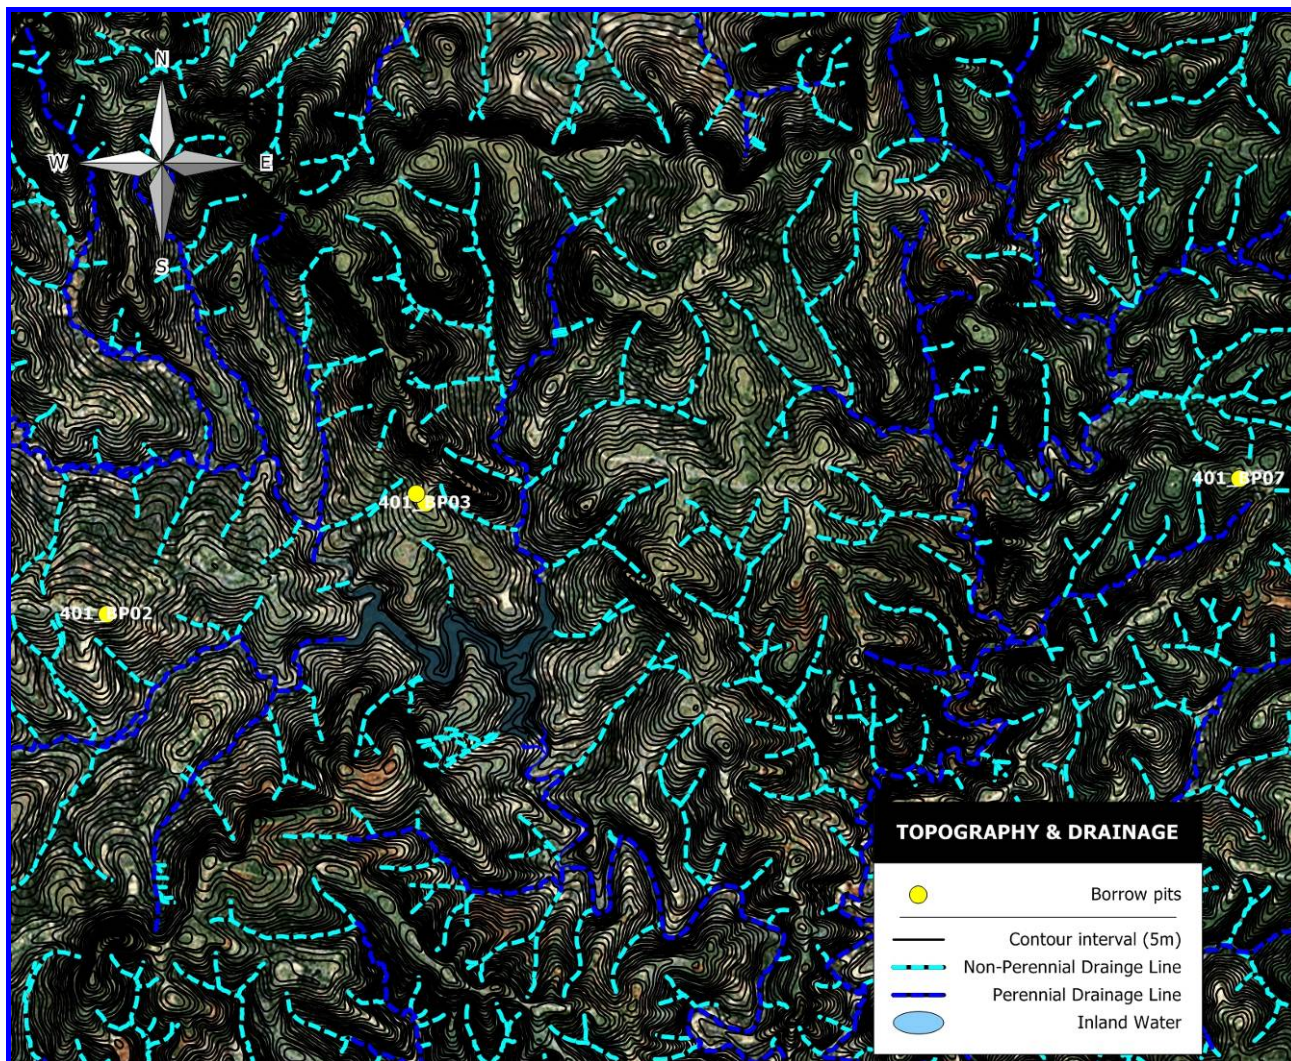 N
W
E
S
401_BP03
401_BP07
401_BP02
TOPOGRAPHY & DRAINAGE
Borrow pits
Contour interval (5m)
Non-Perennial Drainge Line
Perennial Drainage Line
Inland Water